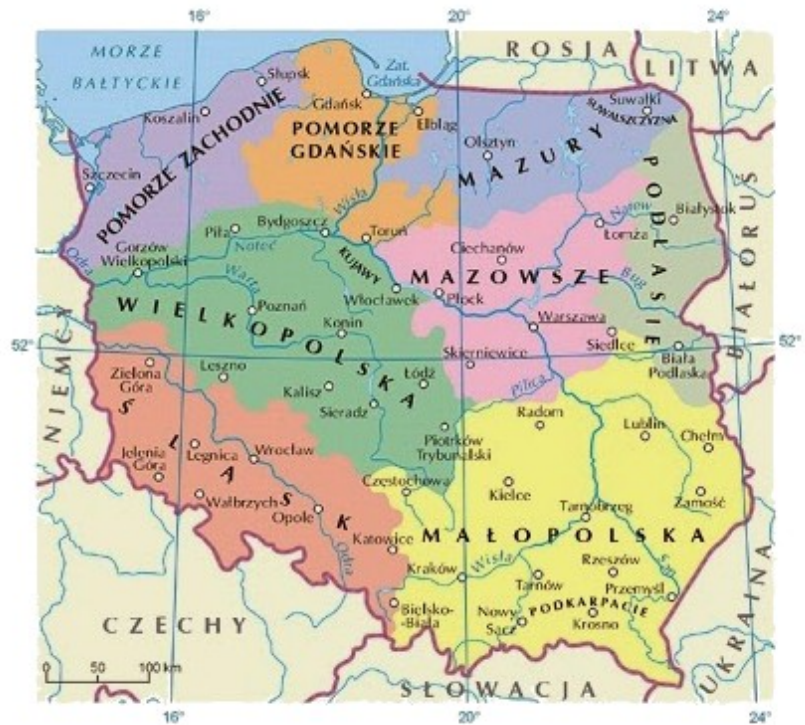 16°
20°
24°
MORZE
BAŁTYCKIE
Zat.
Gdańska
ROSJA
LITWA
Słupsk
Gdańsk
Koszalin
Elbląg
Suwałki
SUWALSZCZYZNA
POMORZE ZACHODNIE
POMORZE
GDAŃSKIE
Olsztyn
MAZURY
Szczecin
PODLASIE
BIAŁORUŚ
Wisła
Piła
Bydgoszcz
Toruń
Narew
Białystok
Łomża
Gorzów
Wielkopolski
Odra
Noteć
Ciechanów
KUJAWY
MAZOWSZE
Bug
Warta
Włocławek
Płock
WIELKOPOLSKA
Poznań
Konin
Warszawa
Siedlce
52°
52°
NIEMCY
Skierniewice
Biała
Podlaska
Zielona
Góra
Leszno
Łódź
Kalisz
Sieradz
Pilica
ŚLĄSK
Radom
Lublin
Chełm
Piotrków
Trybunalski
Jelenia
Góra
Legnica
Wrocław
Częstochowa
Kielce
Zamość
Wałbrzych
Opole
Tarnobrzeg
MAŁOPOLSKA
Katowice
Odra
Kraków
Wisła
Rzeszów
San
Tarnów
Przemyśl
Bielsko-
-Biała
Nowy
Sącz
PODKARPACIE
Krosno
CZECHY
UKRAINA
0 50 100 km
SŁOWACJA
16°
20°
24°